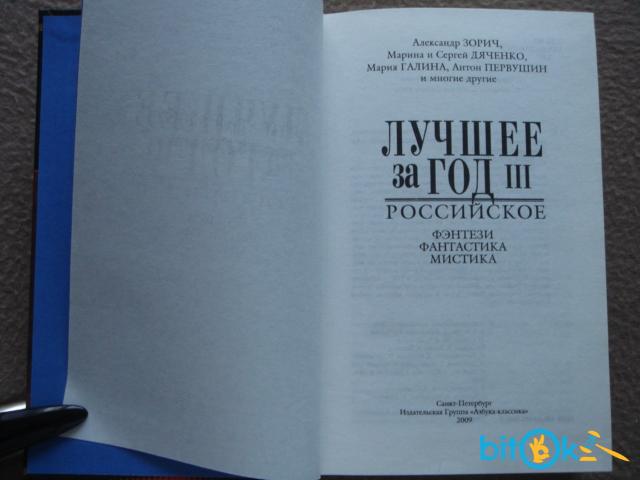 Александр ЗОРИЧ,
Марина и Сергей ДЯЧЕНКО,
Мария ГАЛИНА, Антон ПЕРВУШИН
и многие другие
ЛУЧШЕЕ
за ГОД III
РОССИЙСКОЕ
ФЭНТЕЗИ
ФАНТАСТИКА
МИСТИКА
Санкт-Петербург
Издательская Группа «Азбука-классика»
2009
bitok